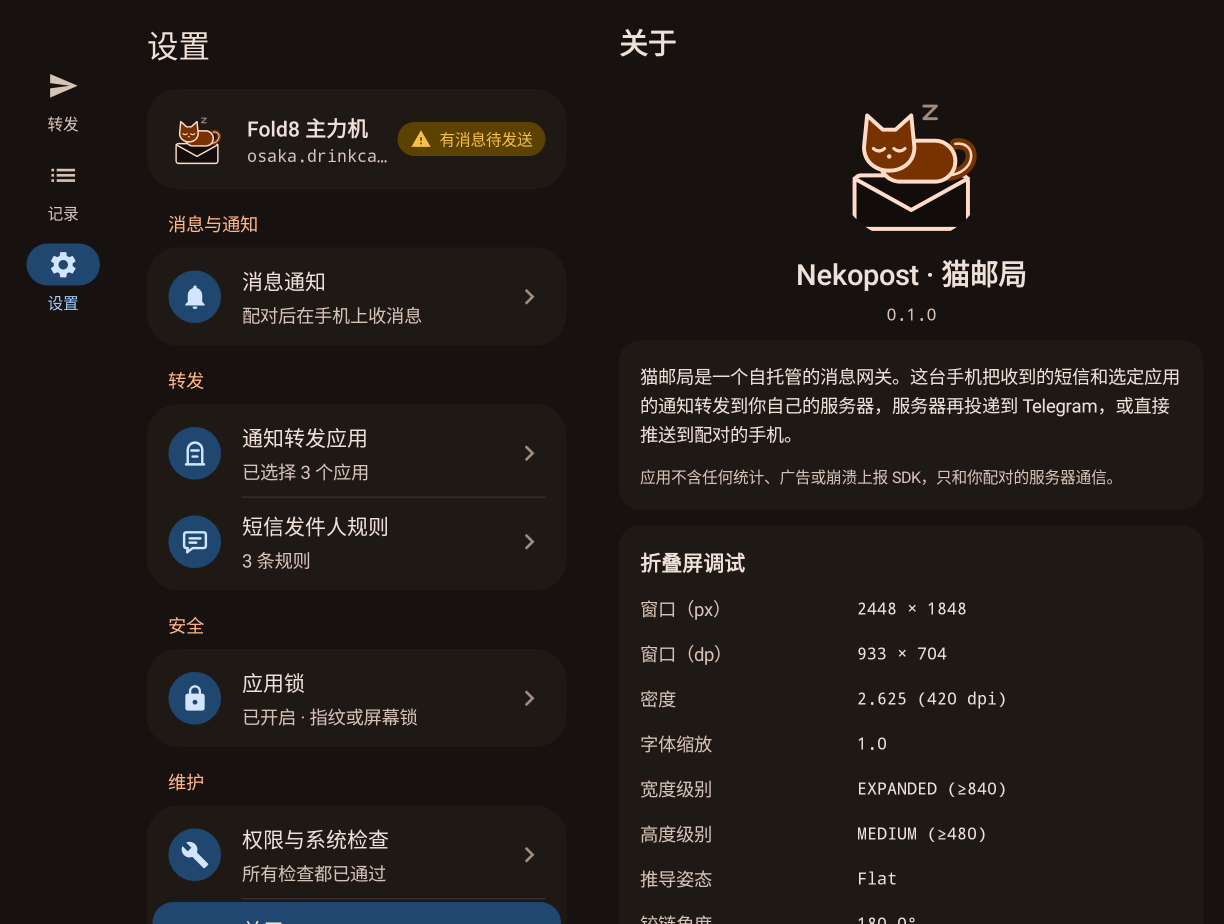 转发
记录
设置
设置
Fold8 主力机
osaka.drinkca…
有消息待发送
消息与通知
消息通知
配对后在手机上收消息
转发
通知转发应用
已选择 3 个应用
短信发件人规则
3 条规则
安全
应用锁
已开启 · 指纹或屏幕锁
维护
权限与系统检查
所有检查都已通过
关于
Z
Nekopost · 猫邮局
0.1.0
猫邮局是一个自托管的消息网关。这台手机把收到的短信和选定应用
的通知转发到你自己的服务器，服务器再投递到 Telegram，或直接
推送到配对的手机。
应用不含任何统计、广告或崩溃上报 SDK，只和你配对的服务器通信。
折叠屏调试
窗口（px） 2448 × 1848
窗口（dp） 933 × 704
密度 2.625 (420 dpi)
字体缩放 1.0
宽度级别 EXPANDED (≥840)
高度级别 MEDIUM (≥480)
推导姿态 Flat
铰链角度 180.0°